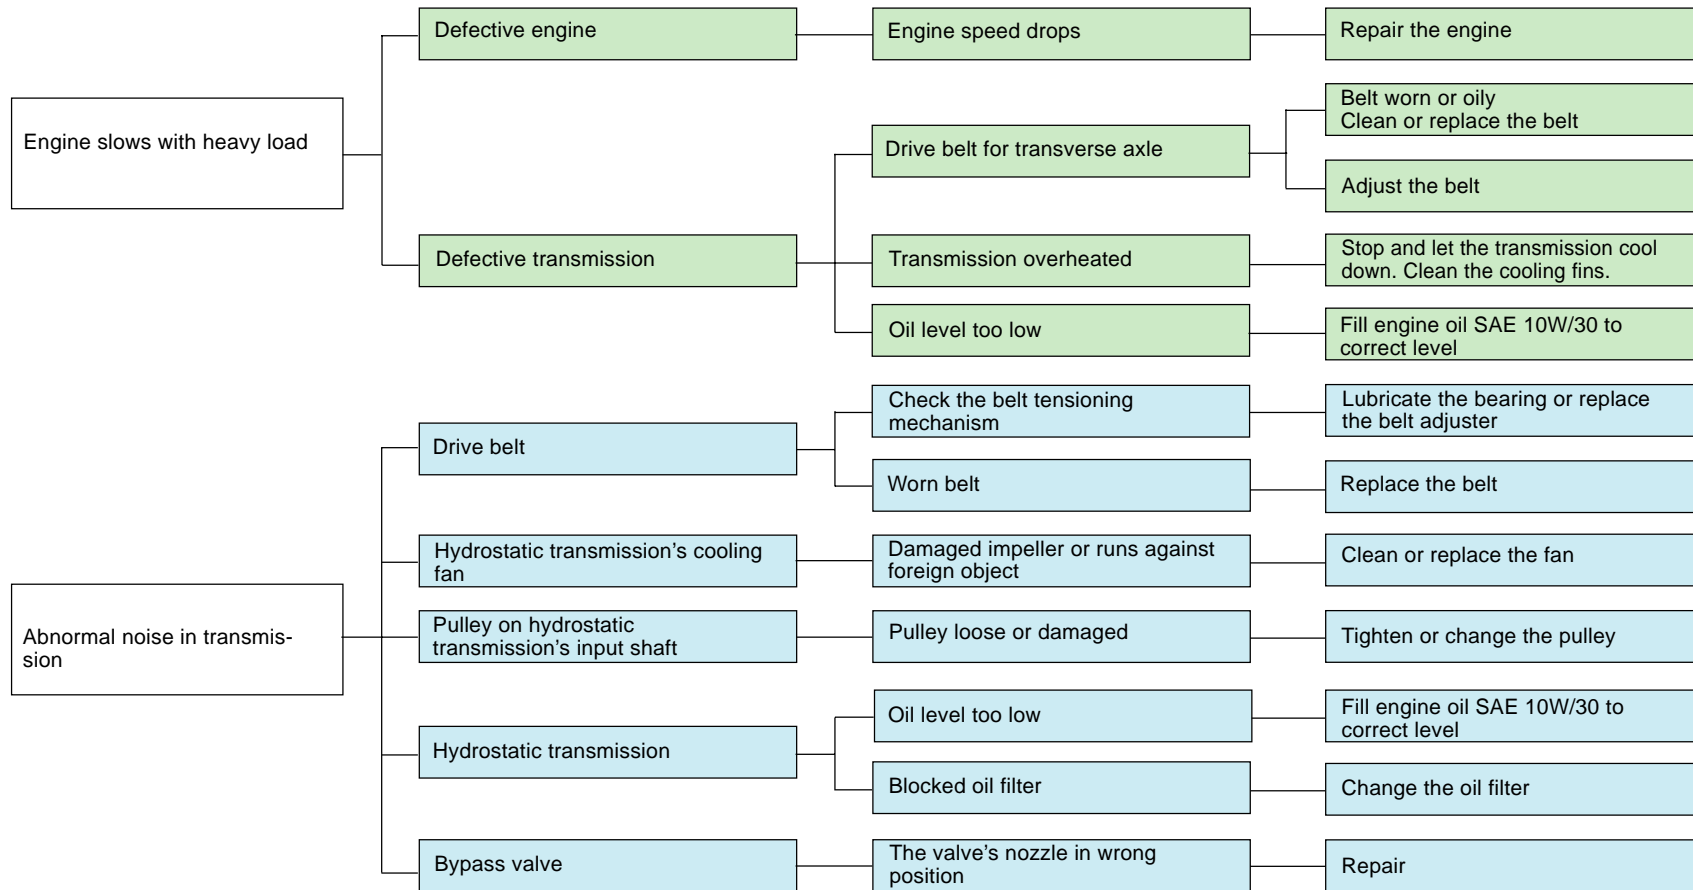 Defective engine
Engine speed drops
Repair the engine
Engine slows with heavy load
Belt worn or oily
Clean or replace the belt
Drive belt for transverse axle
Adjust the belt
Defective transmission
Transmission overheated
Stop and let the transmission cool
down. Clean the cooling fins.
Oil level too low
Fill engine oil SAE 10W/30 to
correct level
Check the belt tensioning
mechanism
Lubricate the bearing or replace
the belt adjuster
Drive belt
Worn belt
Replace the belt
Hydrostatic transmission's cooling
fan
Damaged impeller or runs against
foreign object
Clean or replace the fan
Abnormal noise in transmis-
sion
Pulley on hydrostatic
transmission's input shaft
Pulley loose or damaged
Tighten or change the pulley
Oil level too low
Fill engine oil SAE 10W/30 to
correct level
Hydrostatic transmission
Blocked oil filter
Change the oil filter
Bypass valve
The valve's nozzle in wrong
position
Repair